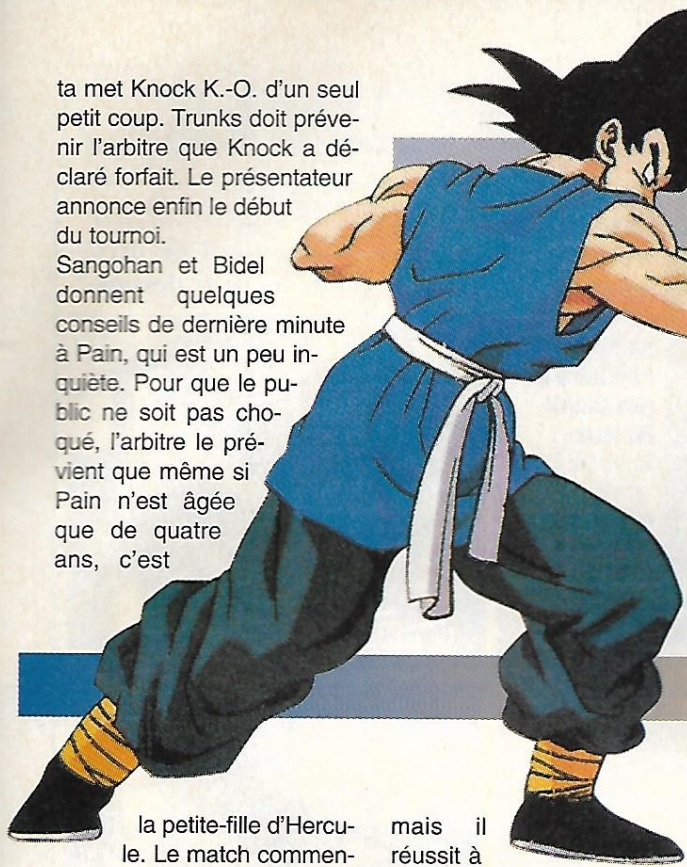 ta met Knock K.-O. d'un seul
petit coup. Trunks doit préve-
nir l'arbitre que Knock a dé-
claré forfait. Le présentateur
annonce enfin le début
du tournoi.
Sangohan et Bidel
donnent quelques
conseils de dernière minute
à Pain, qui est un peu in-
quiète. Pour que le pu-
blic ne soit pas cho-
qué, l'arbitre le pré-
vient que même si
Pain n'est âgée
que de quatre
ans, c'est
la petite-fille d'Hercu-
le. Le match commen-
mais il
réussit à